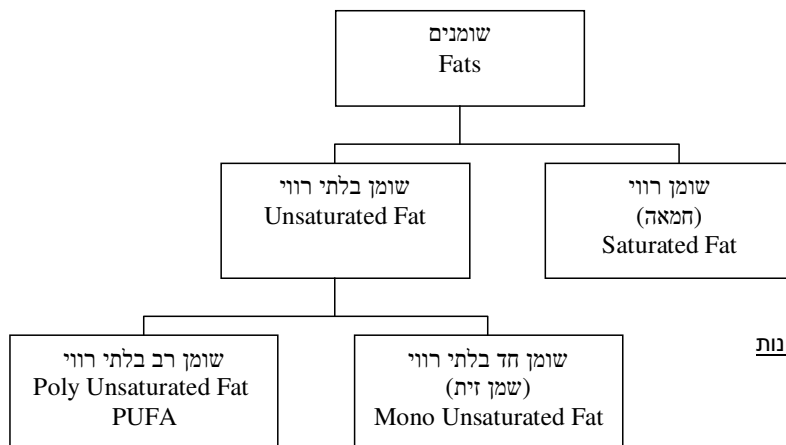 שומנים
Fats
שומן רווי
(חמאה)
Saturated Fat
שומן בלתי רווי
Unsaturated Fat
שומן חד בלתי רווי
(שמן זית)
Mono Unsaturated Fat
שומן רב בלתי רווי
Poly Unsaturated Fat
PUFA
נות